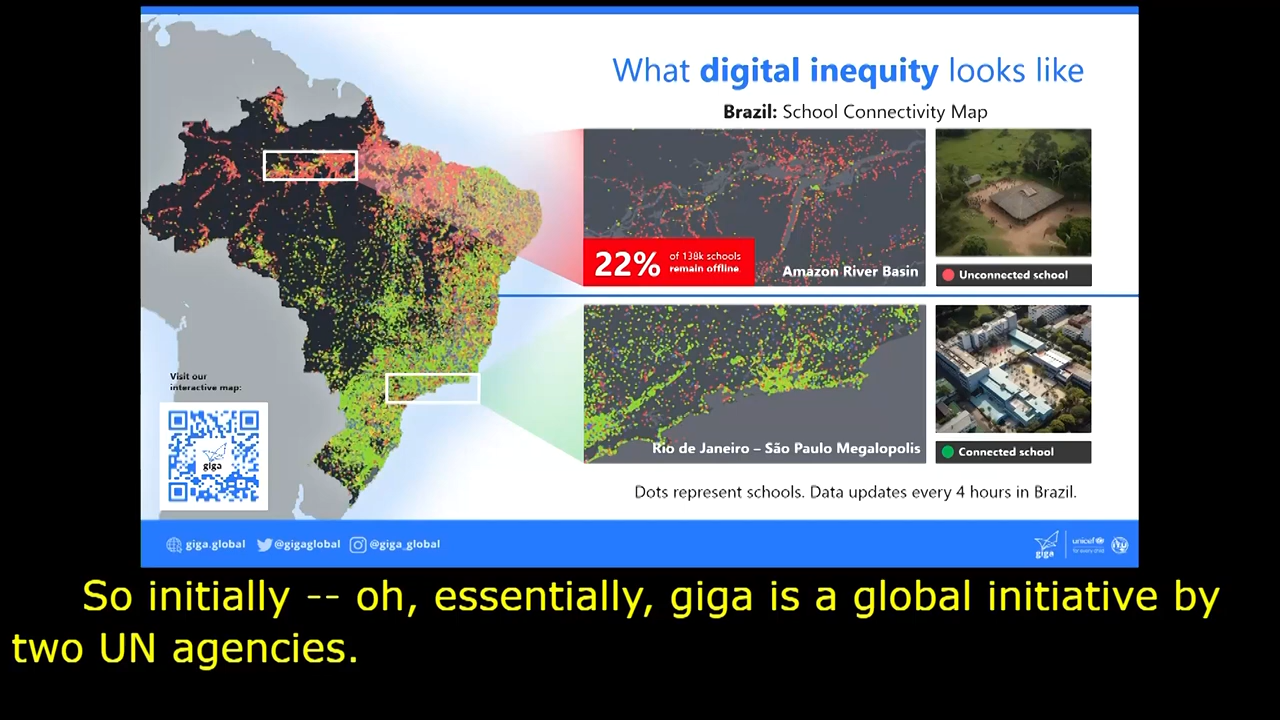 What digital inequity looks like
Brazil: School Connectivity Map
22%
of 138k schools
remain offline
Amazon River Basin
Unconnected school
Rio de Janeiro – São Paulo Megalopolis
Connected school
Dots represent schools. Data updates every 4 hours in Brazil.
Visit our
interactive map:
giga
giga.global
@gigaglobal
@giga_global
giga
unicef
for every child
So initially -- oh, essentially, giga is a global initiative by
two UN agencies.